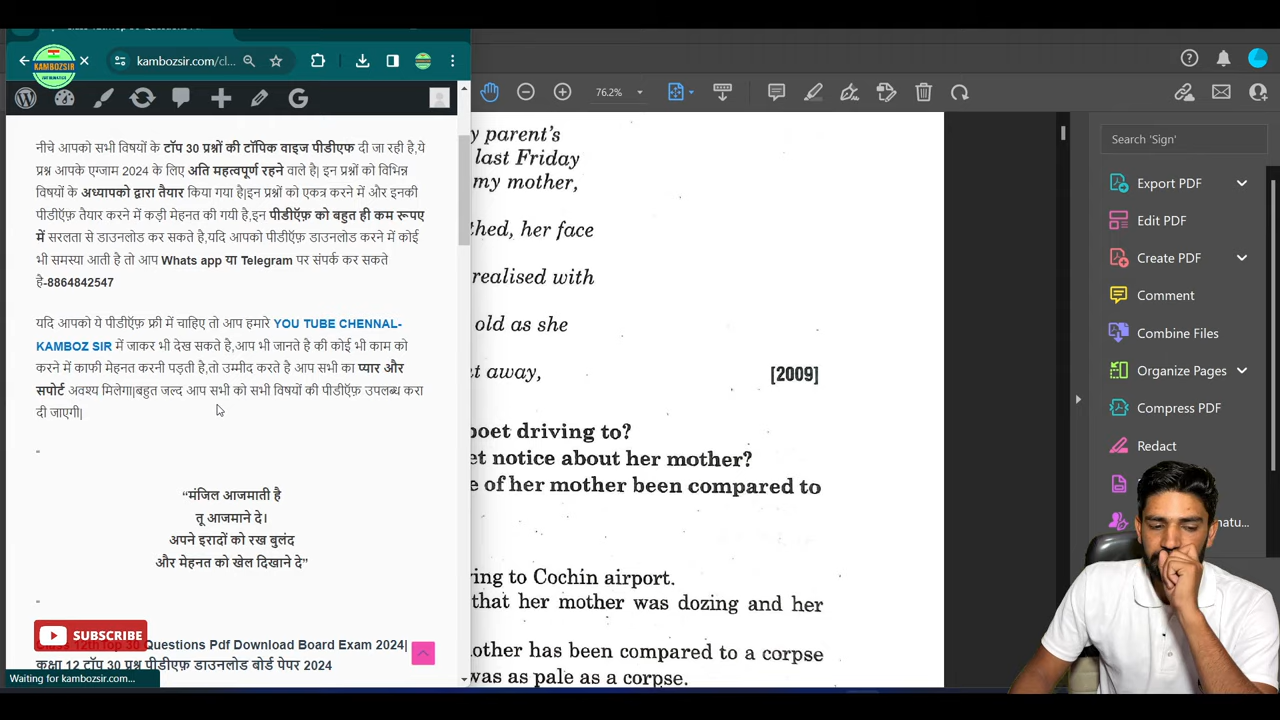 KAMBOZSIR
kambozsir.com/cl...
नीचे आपको सभी विषयों के टॉप 30 प्रश्नों की टॉपिक वाइज पीडीएफ दी जा रही है,ये
प्रश्न आपके एग्जाम 2024 के लिए अति महत्वपूर्ण रहने वाले है| इन प्रश्नों को विभिन्न
विषयों के अध्यापको द्वारा तैयार किया गया है|इन प्रश्नों को एकत्र करने में और इनकी
पीडीऍफ़ तैयार करने में कड़ी मेहनत की गयी है,इन पीडीऍफ़ को बहुत ही कम रूपए
में सरलता से डाउनलोड कर सकते है,यदि आपको पीडीऍफ़ डाउनलोड करने में कोई
भी समस्या आती है तो आप Whats app या Telegram पर संपर्क कर सकते
है-8864842547
यदि आपको ये पीडीऍफ़ फ्री में चाहिए तो आप हमारे YOU TUBE CHENNAL-
KAMBOZ SIR में जाकर भी देख सकते है,आप भी जानते है की कोई भी काम को
करने में काफी मेहनत करनी पड़ती है,तो उम्मीद करते है आप सभी का प्यार और
सपोर्ट अवश्य मिलेगा|बहुत जल्द आप सभी को सभी विषयों की पीडीऍफ़ उपलब्ध करा
दी जाएगी|
“मंजिल आजमाती है
तू आजमाने दे।
अपने इरादों को रख बुलंद
और मेहनत को खेल दिखाने दे”
SUBSCRIBE
Questions Pdf Download Board Exam 2024|
कक्षा 12 टॉप 30 प्रश्न पीडीएफ़ डाउनलोड बोर्ड पेपर 2024
Waiting for kambozsir.com...
76.2%
y parent's
last Friday
my mother,
thed, her face
realised with
old as she
t away,
[2009]
poet driving to?
et notice about her mother?
e of her mother been compared to
ving to Cochin airport.
that her mother was dozing and her
nother has been compared to a corpse
was as pale as a corpse.
Search 'Sign'
Export PDF
Edit PDF
Create PDF
Comment
Combine Files
Organize Pages
Compress PDF
Redact